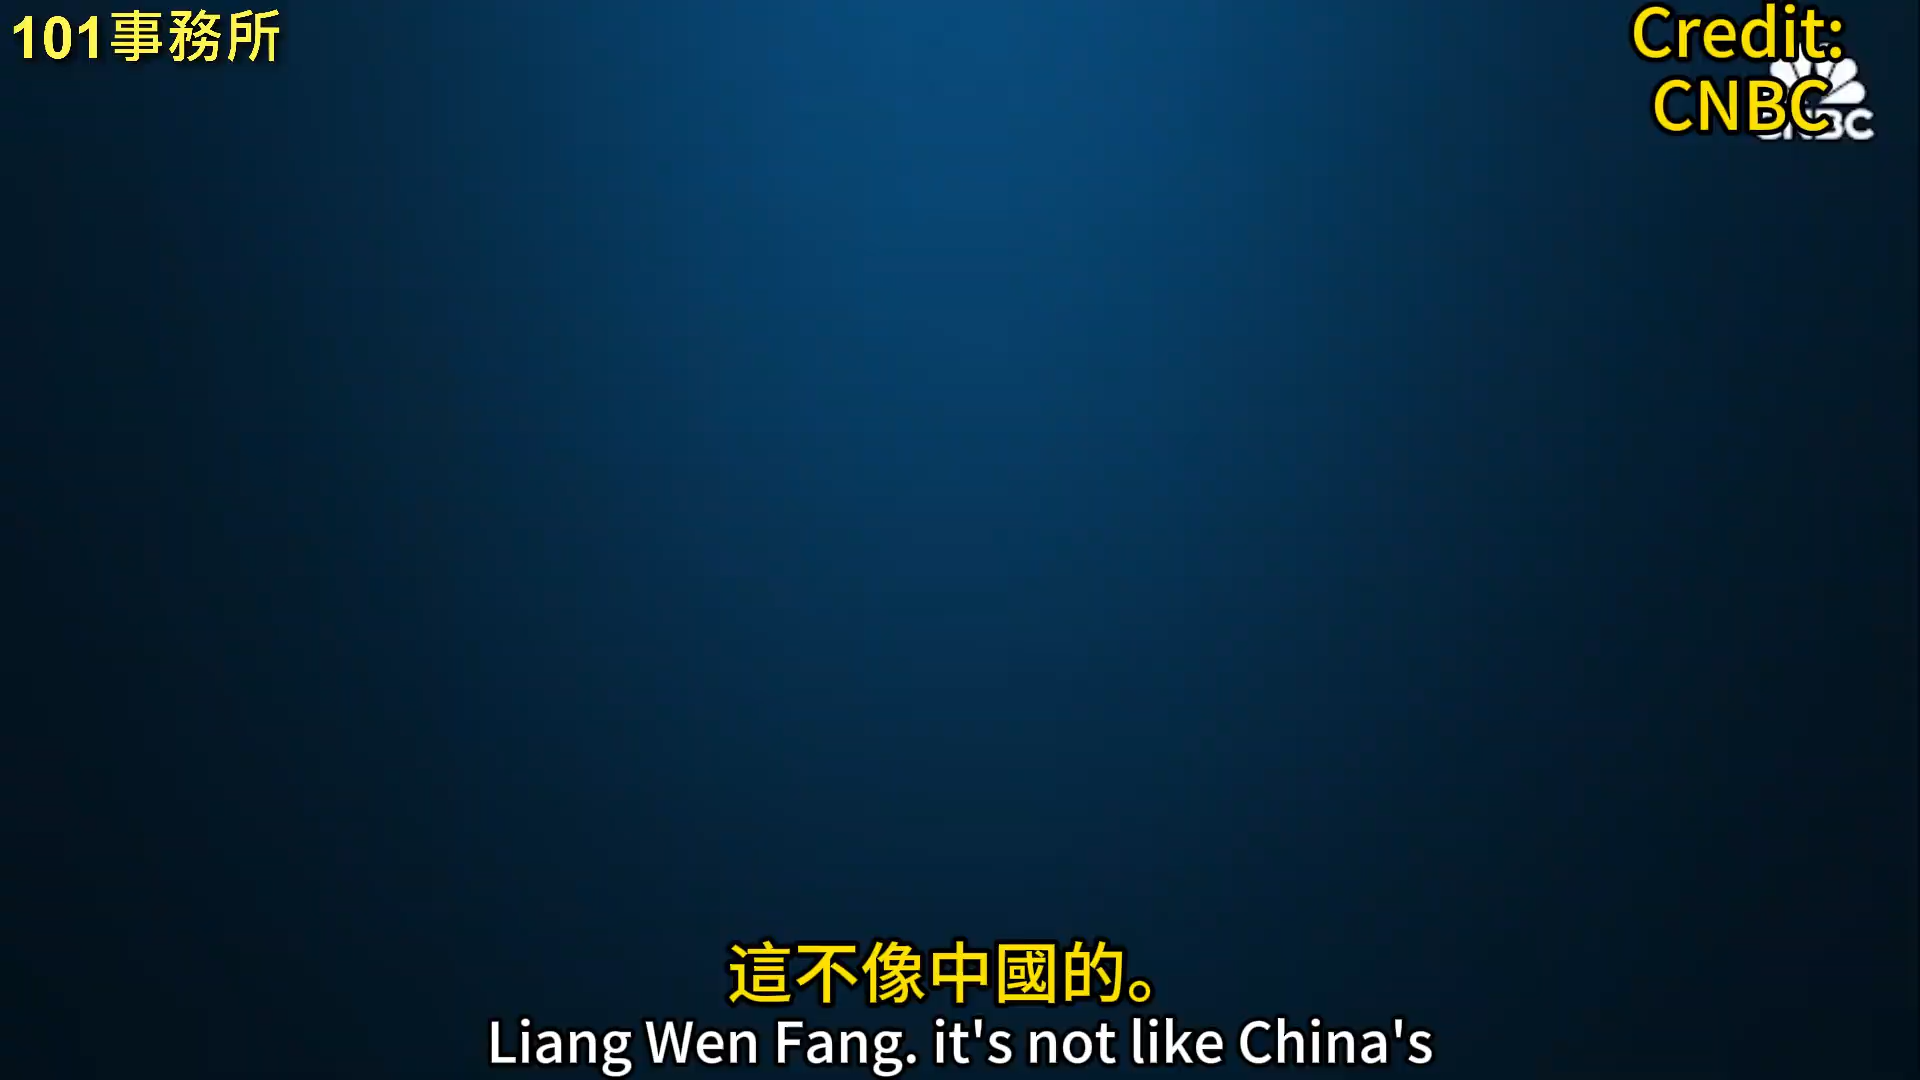 101事務所
Credit:
CNBC
CNBC
這不像中國的。
Liang Wen Fang. it's not like China's